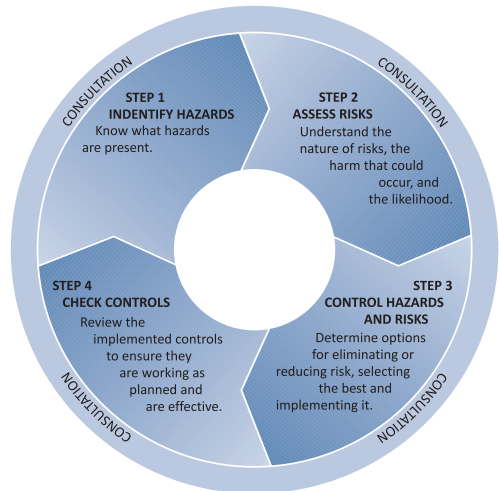 CONSULTATION
STEP 1
INDENTIFY HAZARDS
Know what hazards
are present.
CONSULTATION
STEP 2
ASSESS RISKS
Understand the
nature of risks, the
harm that could
occur, and
the likelihood.
STEP 3
CONTROL HAZARDS
AND RISKS
Determine options
for eliminating or
reducing risk, selecting
the best and
implementing it.
CONSULTATION
STEP 4
CHECK CONTROLS
Review the
implemented controls
to ensure they
are working as
planned and
are effective.
CONSULTATION